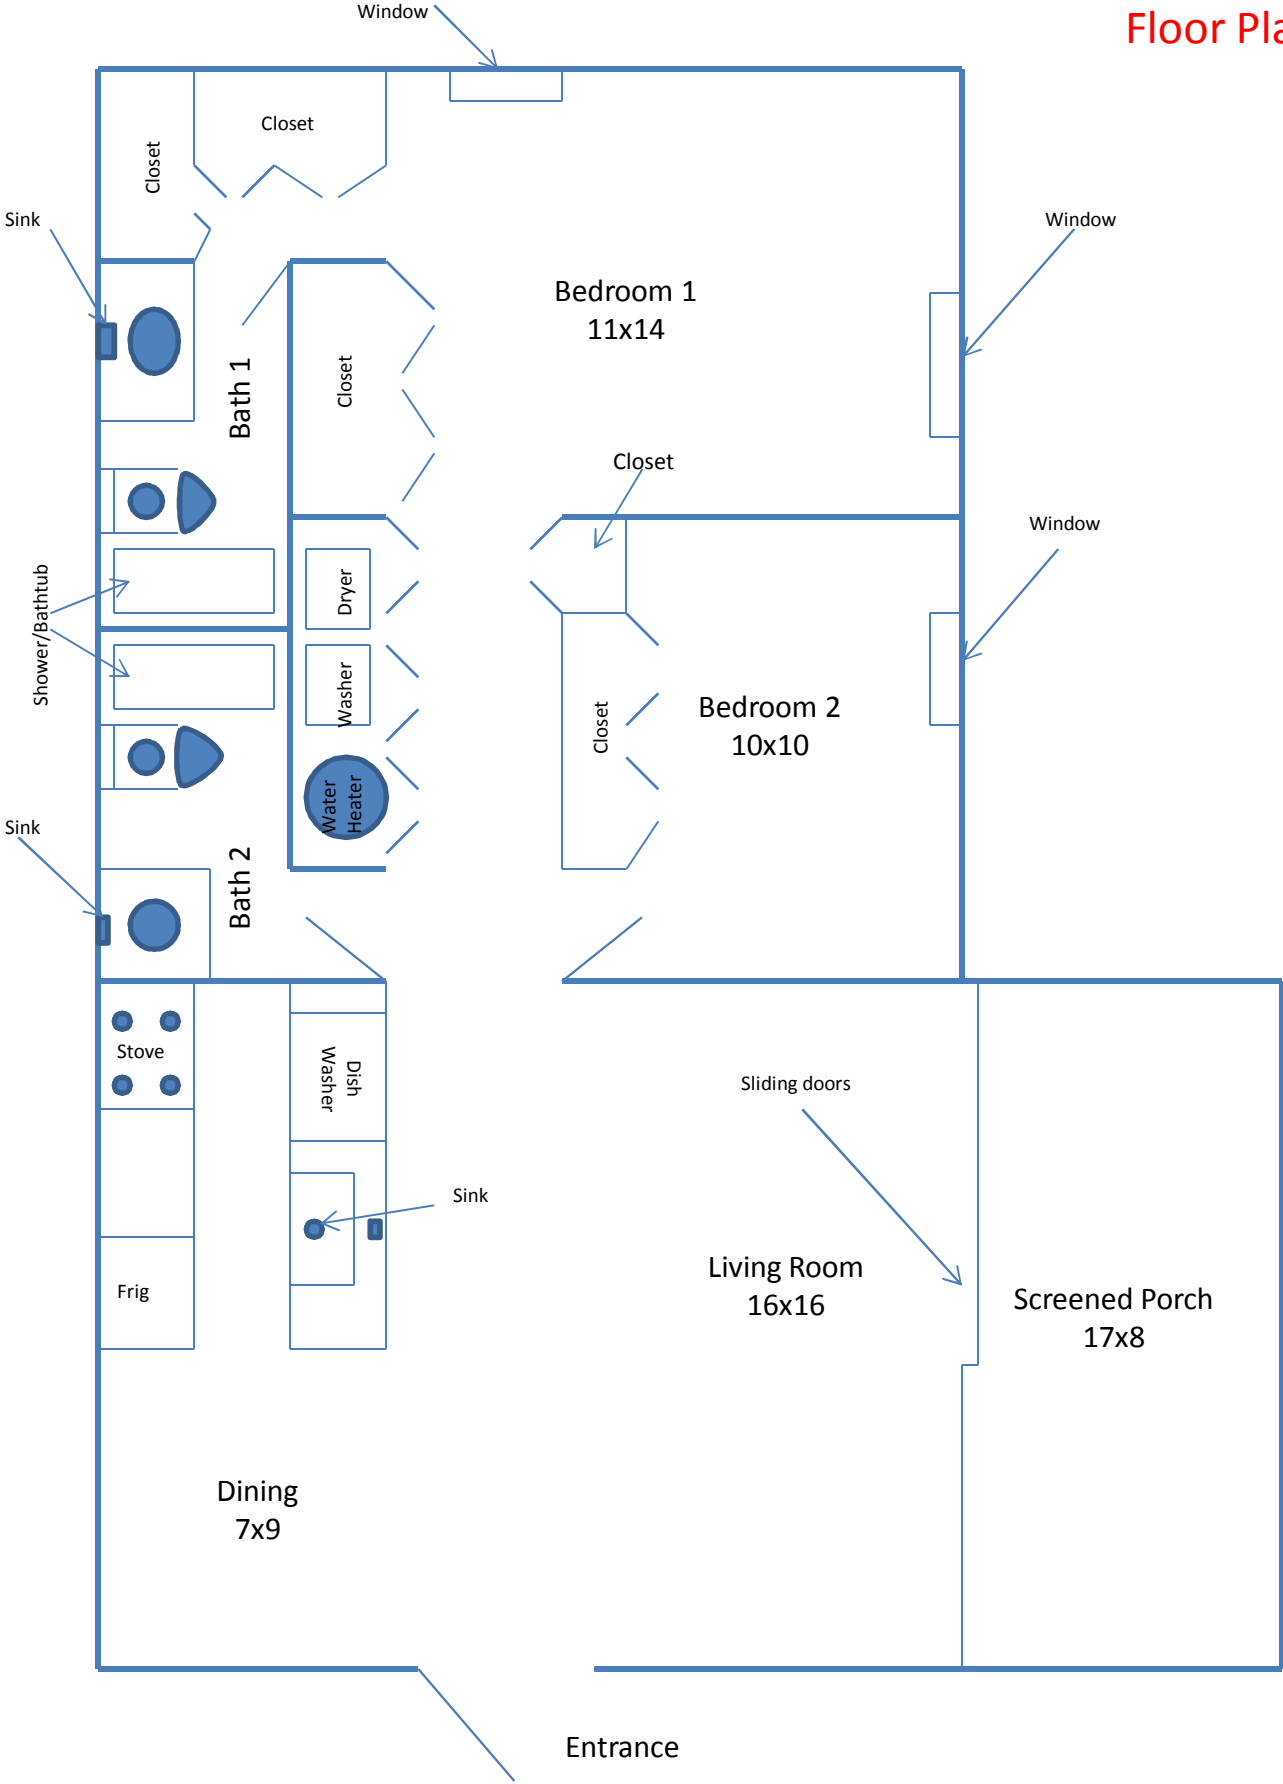 Window
Floor Pla
Closet
Closet
Sink
Window
Bedroom 1
11x14
Bath 1
Closet
Closet
Window
Shower/Bathtub
Dryer
Washer
Closet
Bedroom 2
10x10
Water
Heater
Sink
Bath 2
Stove
Dish
Washer
Sliding doors
Sink
Frig
Living Room
16x16
Screened Porch
17x8
Dining
7x9
Entrance